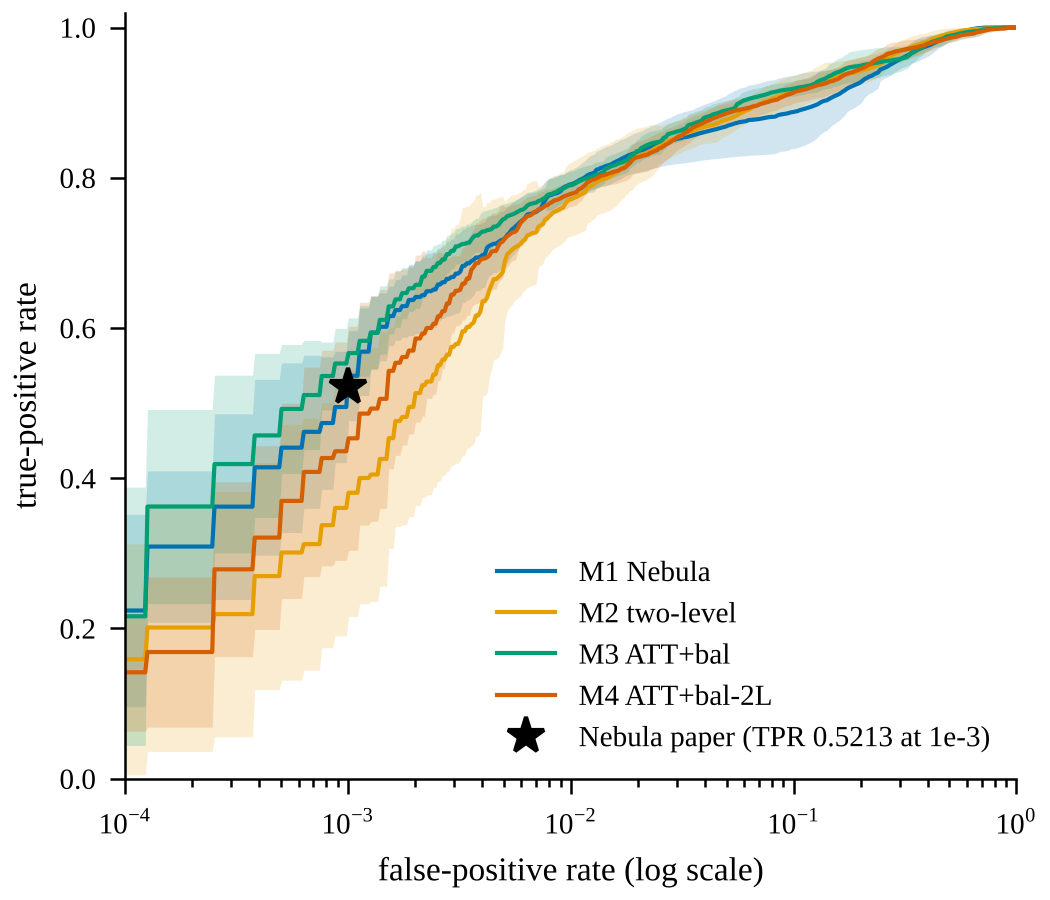 1.0
0.8
0.6
0.4
0.2
0.0
true-positive rate
M1 Nebula
M2 two-level
M3 ATT+bal
M4 ATT+bal-2L
Nebula paper (TPR 0.5213 at 1e-3)
10⁻⁴ 10⁻³ 10⁻² 10⁻¹ 10⁰
false-positive rate (log scale)